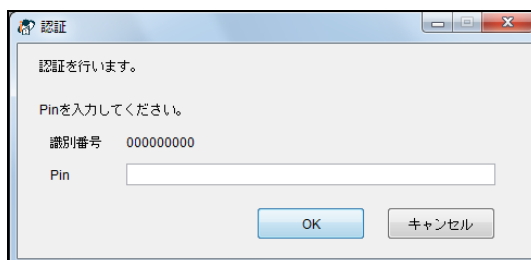 認証
認証を行います。
Pinを入力してください。
識別番号 000000000
Pin
OK キャンセル